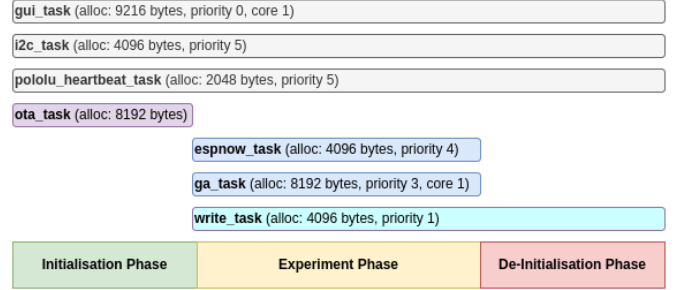 gui_task (alloc: 9216 bytes, priority 0, core 1)
i2c_task (alloc: 4096 bytes, priority 5)
pololu_heartbeat_task (alloc: 2048 bytes, priority 5)
ota_task (alloc: 8192 bytes)
espnow_task (alloc: 4096 bytes, priority 4)
ga_task (alloc: 8192 bytes, priority 3, core 1)
write_task (alloc: 4096 bytes, priority 1)
Initialisation Phase
Experiment Phase
De-Initialisation Phase